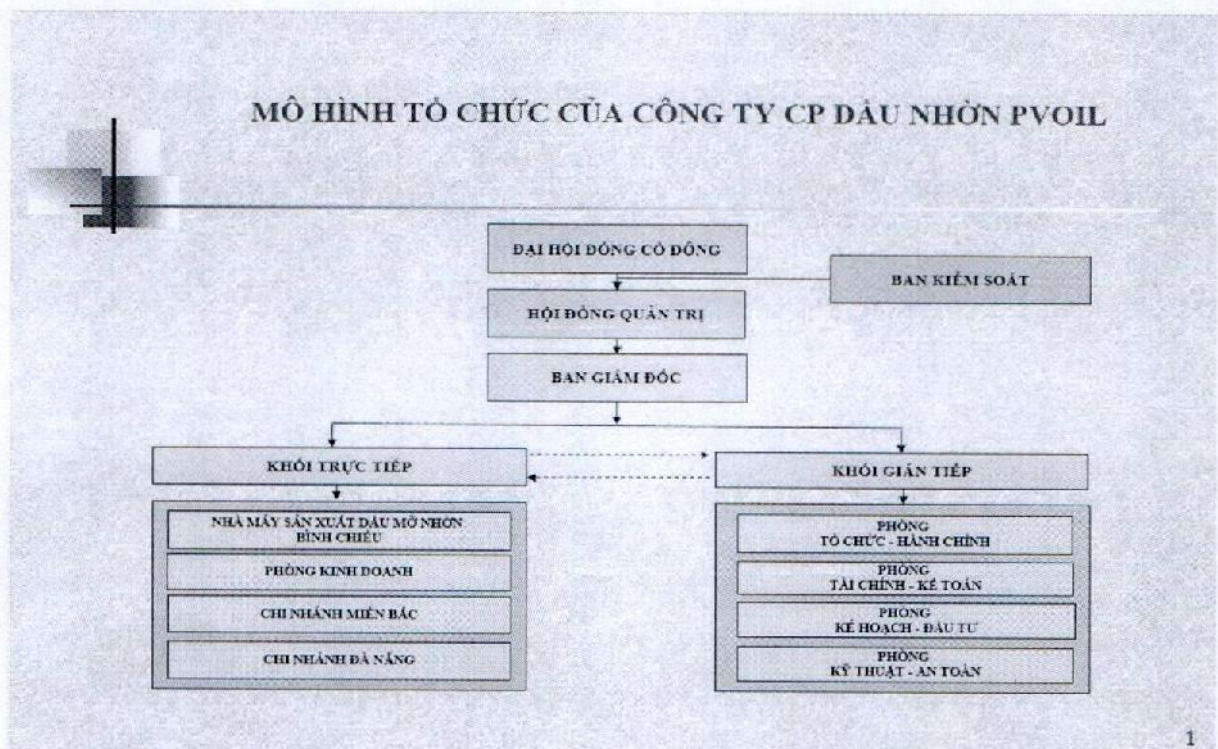 MÔ HÌNH TỔ CHỨC CỦA CÔNG TY CP DẦU NHỜN PVOIL
ĐẠI HỘI ĐỒNG CỔ ĐÔNG
BAN KIỂM SOÁT
HỘI ĐỒNG QUẢN TRỊ
BAN GIÁM ĐỐC
KHỐI TRỰC TIẾP
KHỐI GIÁN TIẾP
NHÀ MÁY SẢN XUẤT DẦU MỠ NHỜN
BÌNH CHIỂU
PHÒNG KINH DOANH
CHI NHÁNH MIỀN BẮC
CHI NHÁNH ĐÀ NẴNG
PHÒNG
TỔ CHỨC - HÀNH CHÍNH
PHÒNG
TÀI CHÍNH - KẾ TOÁN
PHÒNG
KẾ HOẠCH - ĐẦU TƯ
PHÒNG
KỸ THUẬT - AN TOÀN
1